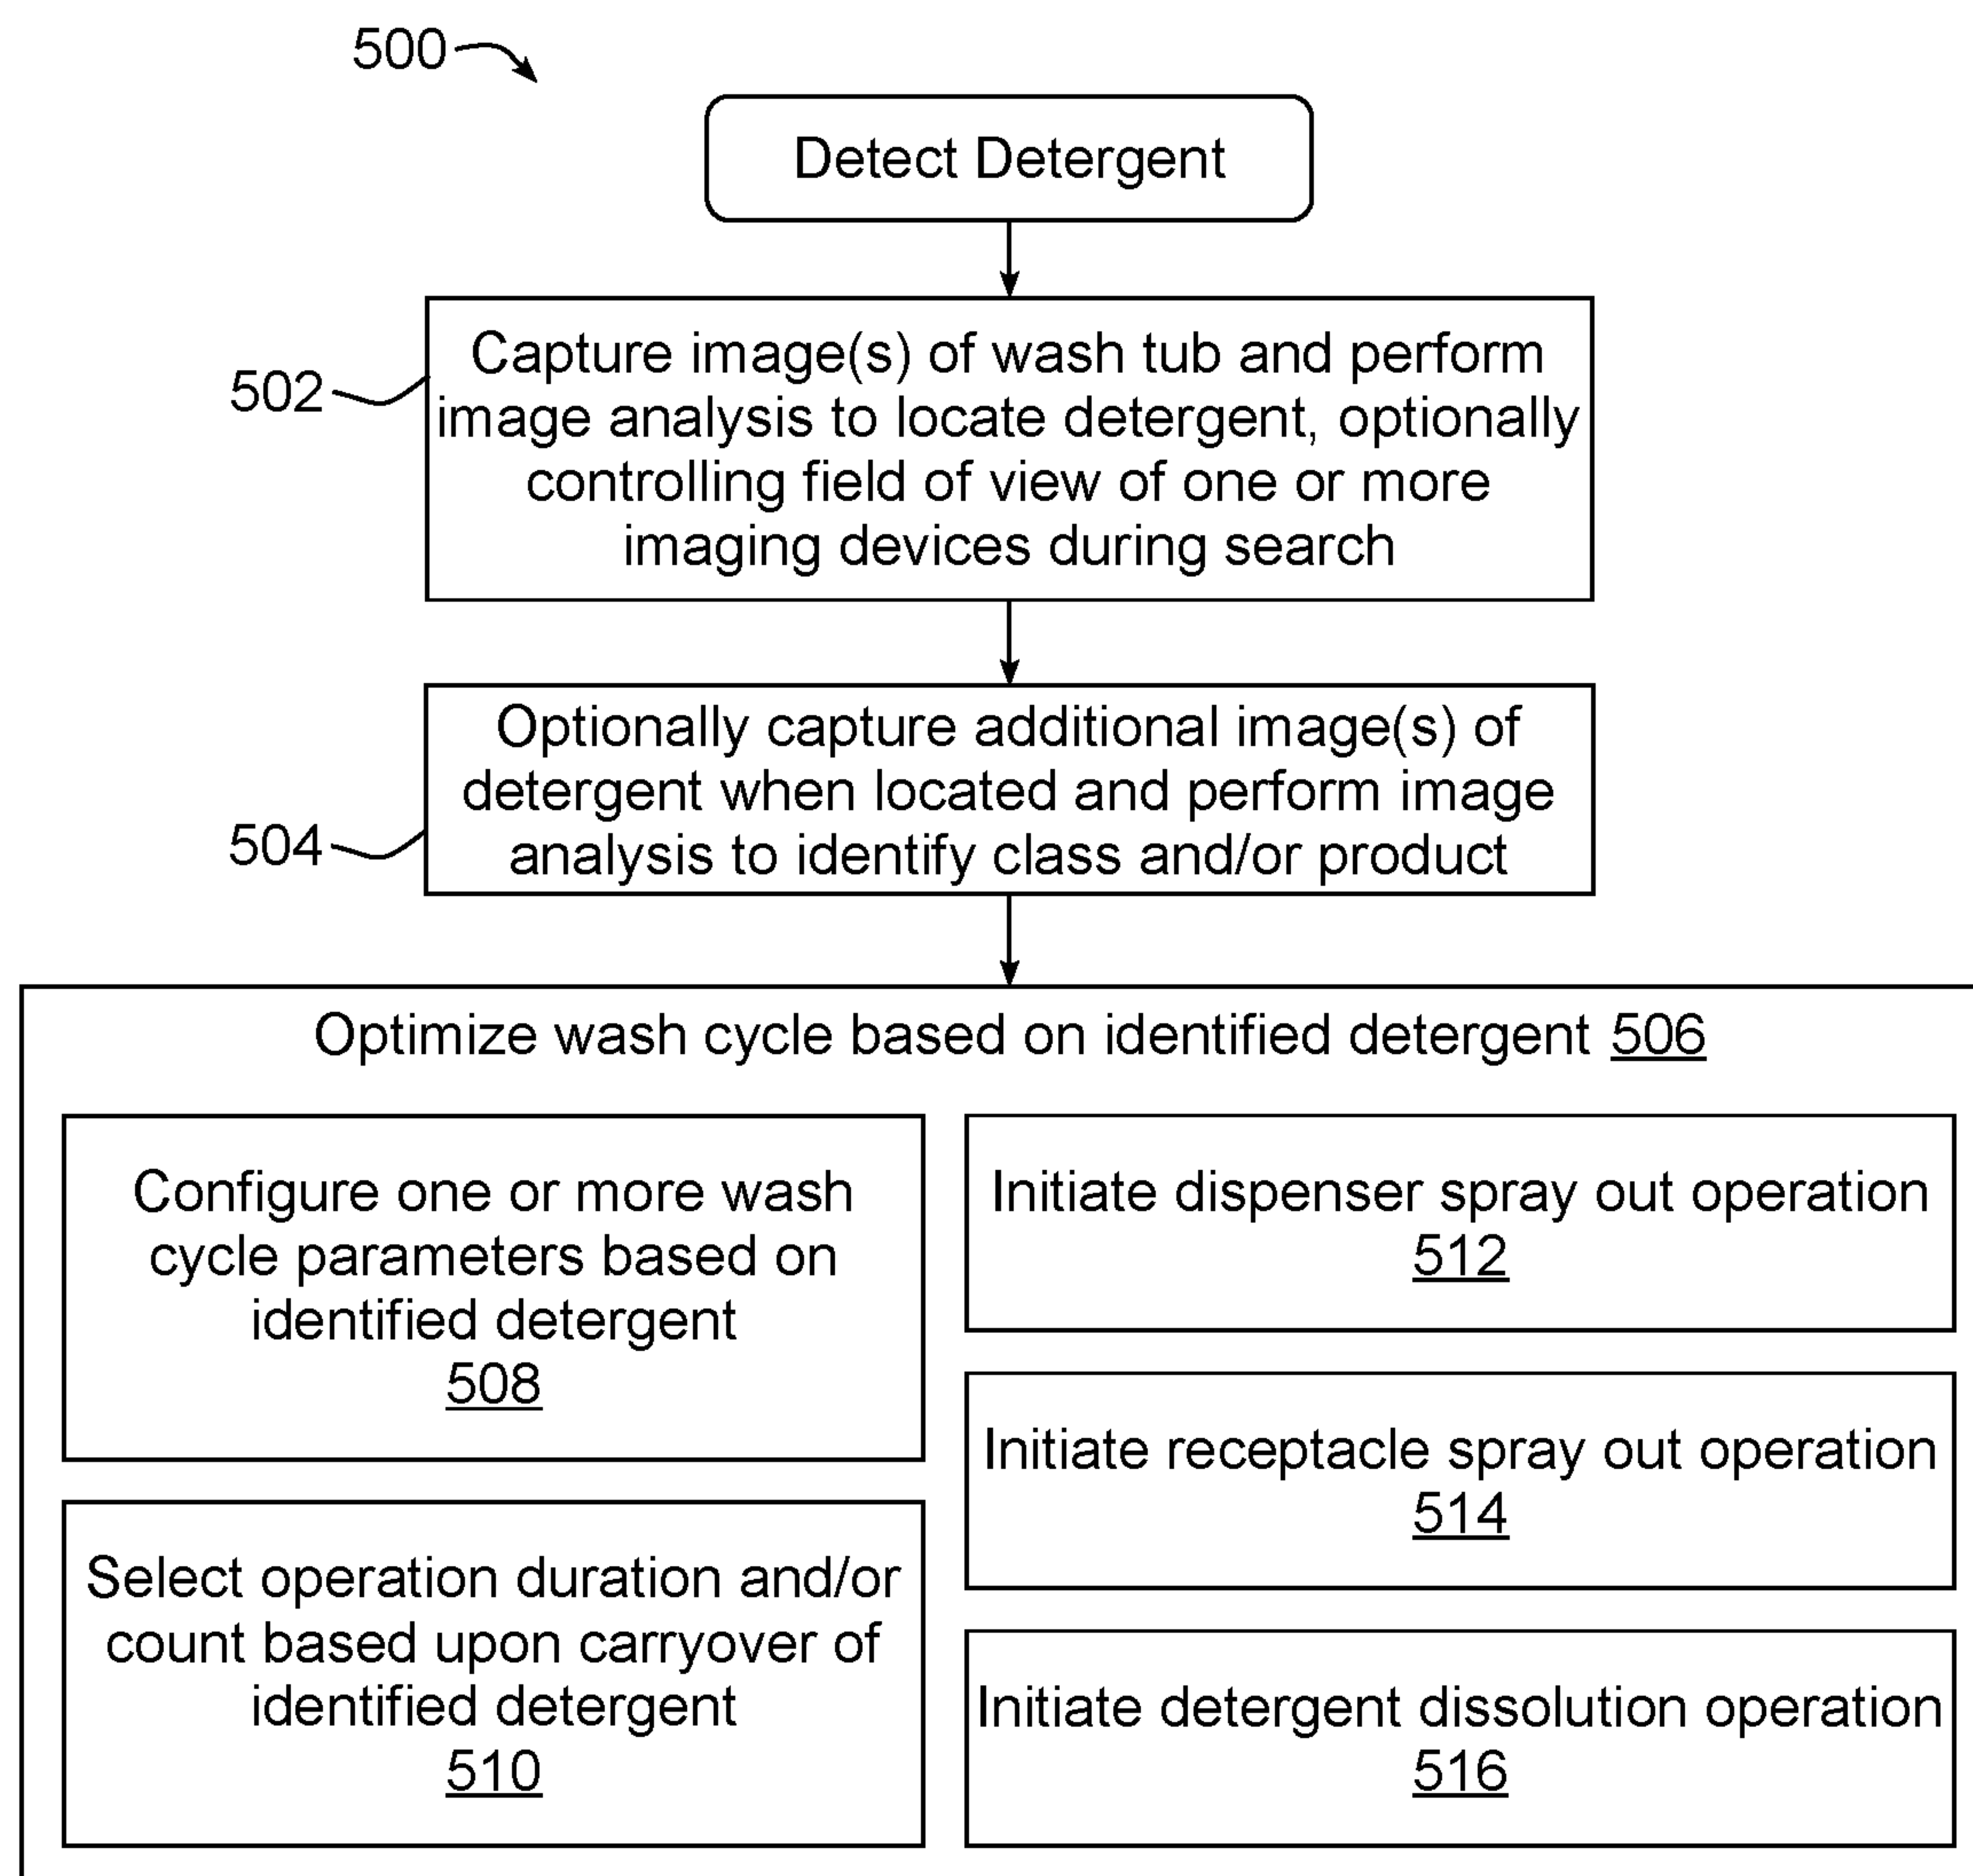 500
Detect Detergent
502
Capture image(s) of wash tub and perform
image analysis to locate detergent, optionally
controlling field of view of one or more
imaging devices during search
504
Optionally capture additional image(s) of
detergent when located and perform image
analysis to identify class and/or product
Optimize wash cycle based on identified detergent 506
Configure one or more wash
cycle parameters based on
identified detergent
508
Select operation duration and/or
count based upon carryover of
identified detergent
510
Initiate dispenser spray out operation
512
Initiate receptacle spray out operation
514
Initiate detergent dissolution operation
516